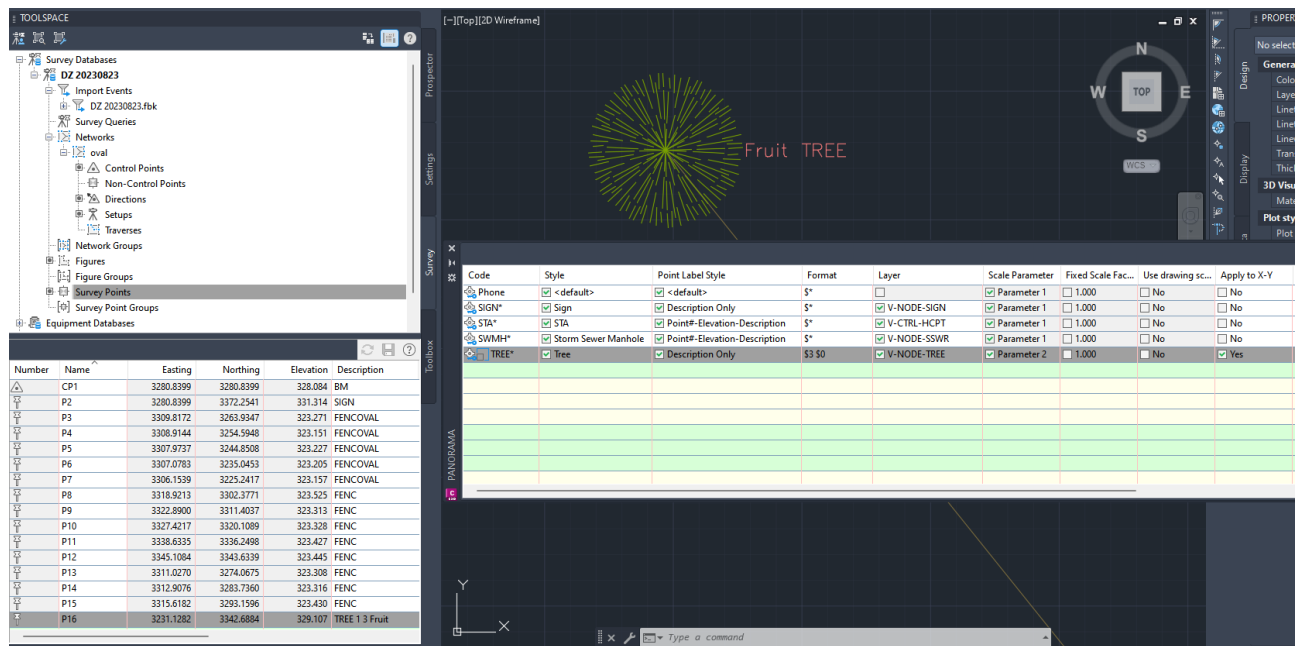 TOOLSPACE
Survey Databases
DZ 20230823
Import Events
DZ 20230823.fbk
Survey Queries
Networks
oval
Control Points
Non-Control Points
Directions
Setups
Traverses
Network Groups
Figures
Figure Groups
Survey Points
Survey Point Groups
Equipment Databases
Prospector
Settings
Survey
Toolbox
Number Name Easting Northing Elevation Description
CP1 3280.8399 3280.8399 328.084 BM
P2 3280.8399 3372.2541 331.314 SIGN
P3 3309.8172 3263.9347 323.271 FENCOVAL
P4 3308.9144 3254.5948 323.151 FENCOVAL
P5 3307.9737 3244.8508 323.227 FENCOVAL
P6 3307.0783 3235.0453 323.205 FENCOVAL
P7 3306.1539 3225.2417 323.157 FENCOVAL
P8 3318.9213 3302.3771 323.525 FENC
P9 3322.8900 3311.4037 323.313 FENC
P10 3327.4217 3320.1089 323.328 FENC
P11 3338.6335 3336.2498 323.427 FENC
P12 3345.1084 3343.6339 323.445 FENC
P13 3311.0270 3274.0675 323.308 FENC
P14 3312.9076 3283.7360 323.316 FENC
P15 3315.6182 3293.1596 323.430 FENC
P16 3231.1282 3342.6884 329.107 TREE 1 3 Fruit
[−][Top][2D Wireframe]
Fruit TREE
N
W TOP E
S
WCS
PROPER
No select
Genera
Colo
Laye
Linet
Linet
Linew
Tran
Thick
3D Visu
Mate
Plot sty
Plot
Design
Display
Code Style Point Label Style Format Layer Scale Parameter Fixed Scale Fac... Use drawing sc... Apply to X-Y
Phone <default> <default> $* Parameter 1 1.000 No No
SIGN* Sign Description Only $* V-NODE-SIGN Parameter 1 1.000 No No
STA* STA Point#-Elevation-Description $* V-CTRL-HCPT Parameter 1 1.000 No No
SWMH* Storm Sewer Manhole Point#-Elevation-Description $* V-NODE-SSWR Parameter 1 1.000 No No
TREE* Tree Description Only $3 $0 V-NODE-TREE Parameter 2 1.000 No Yes
PANORAMA
Y
X
Type a command